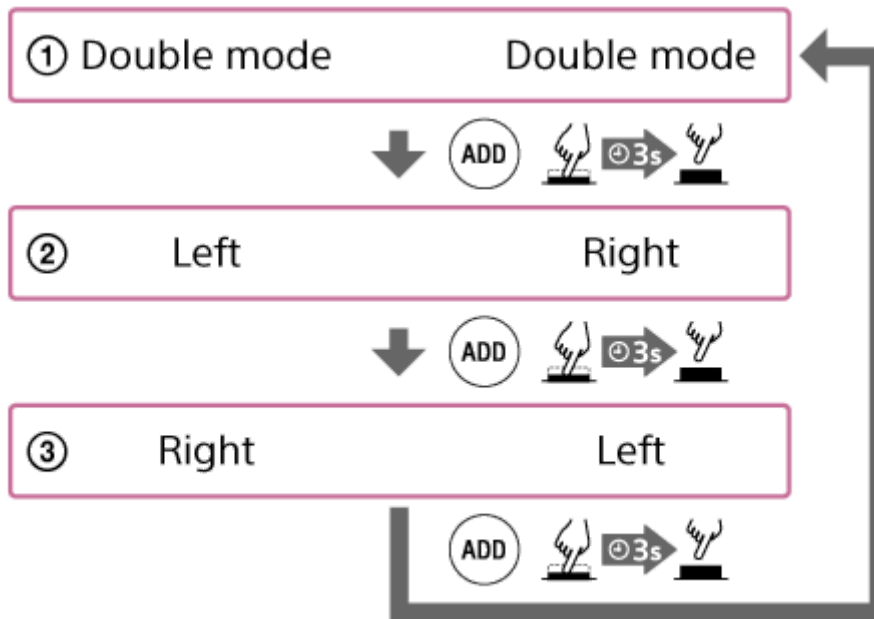 ① Double mode Double mode
ADD 3s
② Left Right
ADD 3s
③ Right Left
ADD 3s